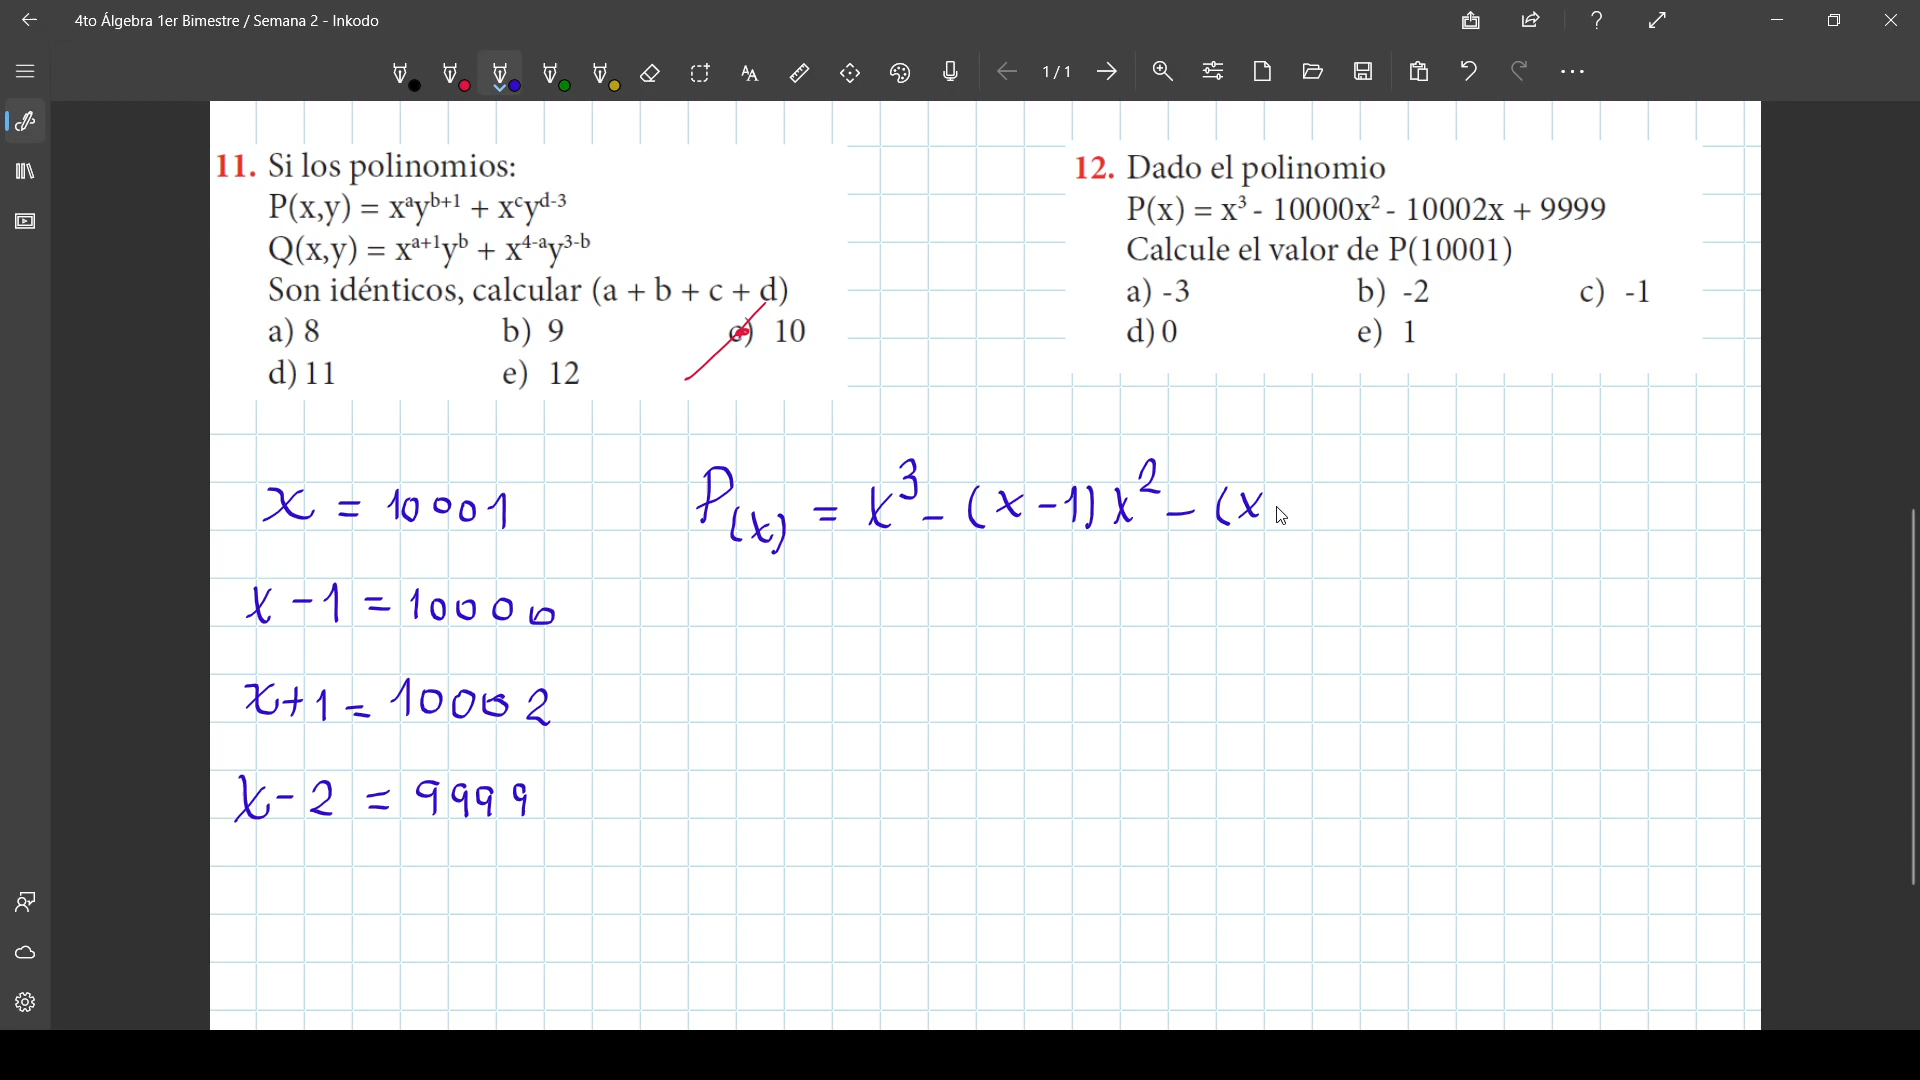 4to Álgebra 1er Bimestre / Semana 2 - Inkodo
1 / 1
11. Si los polinomios:
P(x,y) = xᵃyᵇ⁺¹ + xᶜyᵈ⁻³
Q(x,y) = xᵃ⁺¹yᵇ + x⁴⁻ᵃy³⁻ᵇ
Son idénticos, calcular (a + b + c + d)
a) 8 b) 9 c) 10
d) 11 e) 12
12. Dado el polinomio
P(x) = x³ - 10000x² - 10002x + 9999
Calcule el valor de P(10001)
a) -3 b) -2 c) -1
d) 0 e) 1
x = 10001
x - 1 = 10000
x + 1 = 10002
x - 2 = 9999
P(x) = x³ - (x - 1) x² - (x